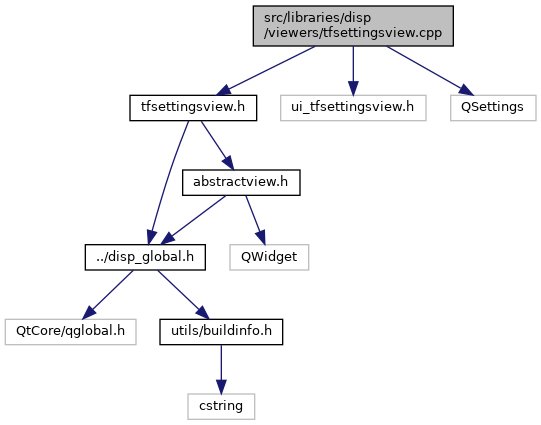 src/libraries/disp
/viewers/tfsettingsview.cpp
tfsettingsview.h
ui_tfsettingsview.h
QSettings
abstractview.h
../disp_global.h
QWidget
QtCore/qglobal.h
utils/buildinfo.h
cstring